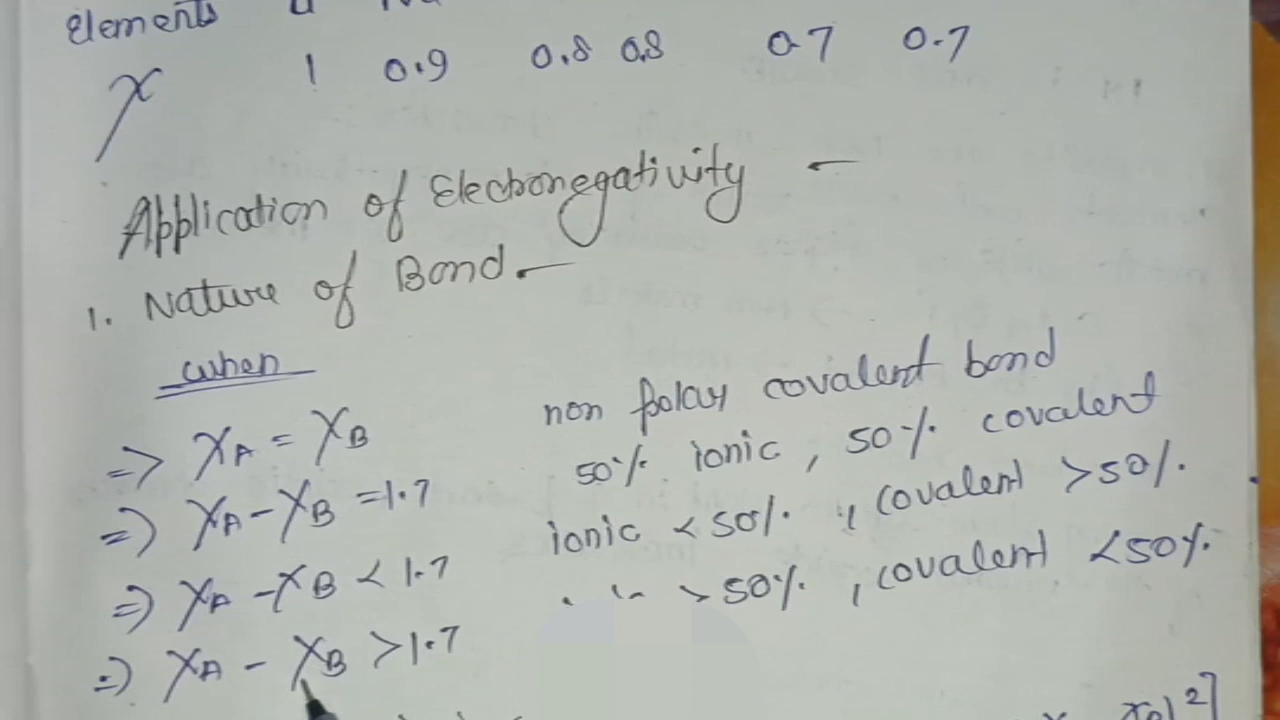 Elements
χ 1 0.9 0.8 0.8 0.7 0.7
Application of Electronegativity –
1. Nature of Bond –
when
=> χA = χB non polar covalent bond
=> χA - χB = 1.7 50% ionic, 50% covalent
=> χA - χB < 1.7 ionic < 50%, covalent > 50%.
=> χA - χB > 1.7 > 50%, covalent < 50%.